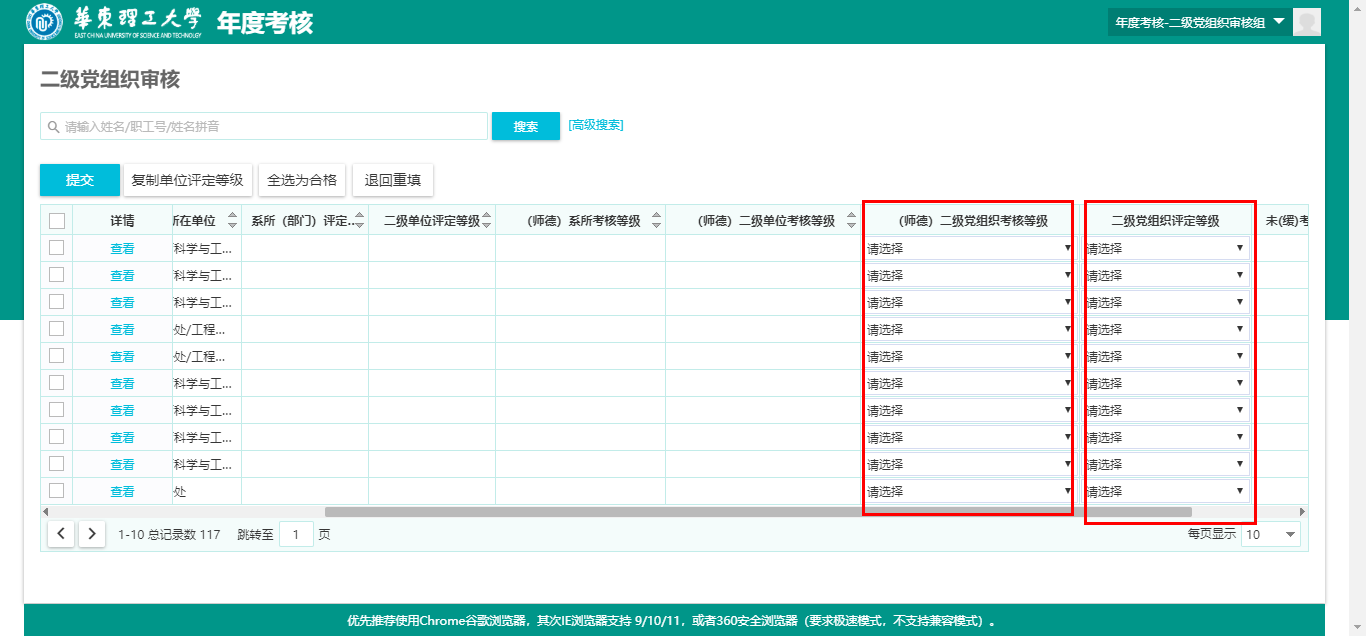 華東理工大學
EAST CHINA UNIVERSITY OF SCIENCE AND TECHNOLOGY
年度考核
年度考核-二级党组织审核组
二级党组织审核
请输入姓名/职工号/姓名拼音
搜索
[高级搜索]
提交
复制单位评定等级
全选为合格
退回重填
详情 所在单位 系所（部门）评定... 二级单位评定等级 （师德）系所考核等级 （师德）二级单位考核等级 （师德）二级党组织考核等级 二级党组织评定等级 未(缓)考
查看 科学与工... 请选择 请选择
查看 科学与工... 请选择 请选择
查看 科学与工... 请选择 请选择
查看 处/工程... 请选择 请选择
查看 处/工程... 请选择 请选择
查看 科学与工... 请选择 请选择
查看 科学与工... 请选择 请选择
查看 科学与工... 请选择 请选择
查看 科学与工... 请选择 请选择
查看 处 请选择 请选择
1-10 总记录数 117 跳转至 1 页 每页显示 10
优先推荐使用Chrome谷歌浏览器，其次IE浏览器支持 9/10/11，或者360安全浏览器（要求极速模式，不支持兼容模式）。